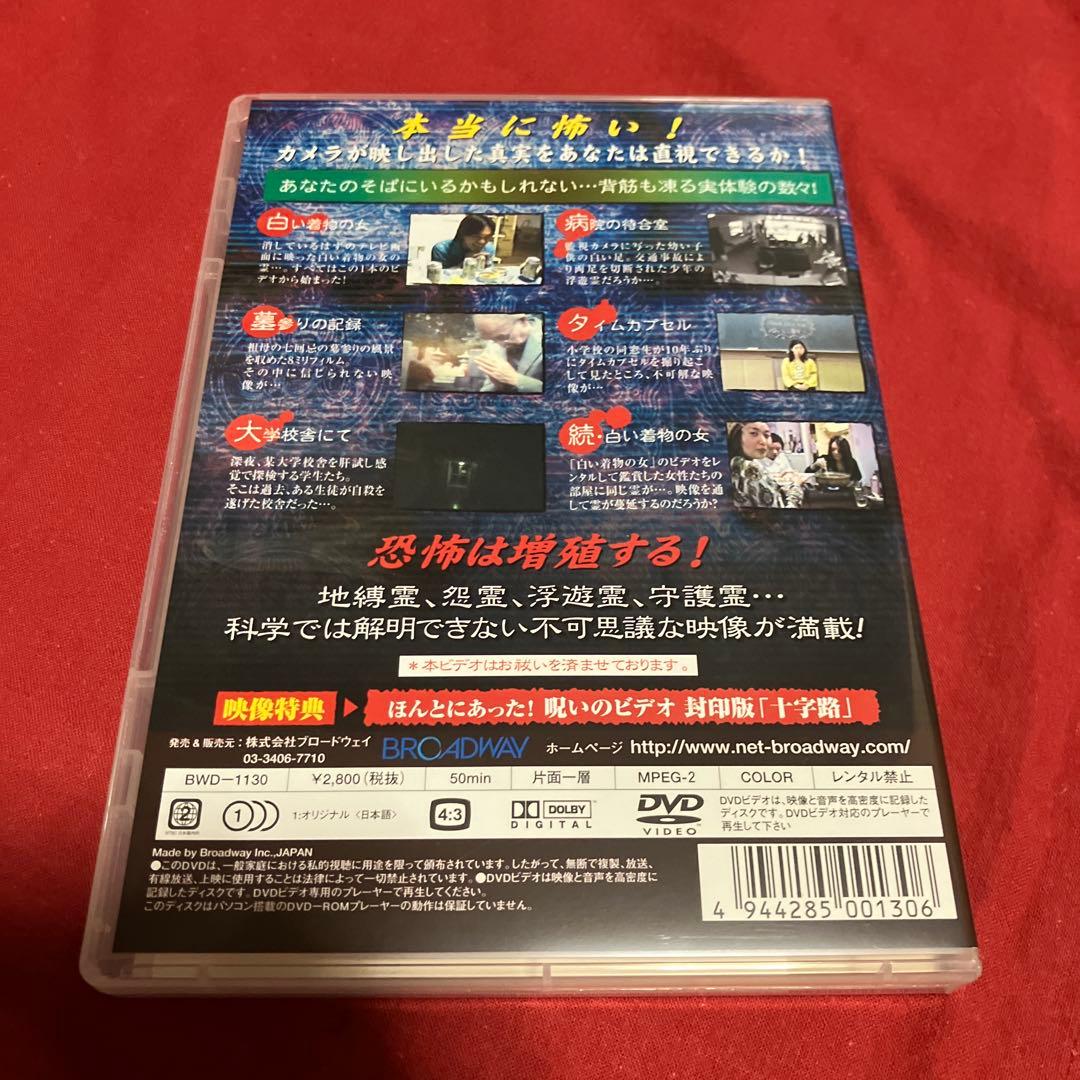 本当に怖い!
カメラが映し出した真実をあなたは直視できるか!
あなたのそばにいるかもしれない…背筋も凍る実体験の数々!
白い着物の女
消しているはずのテレビ画
面に映った白い着物の女の
霊…。すべてはこの1本のビ
デオから始まった!
病院の待合室
監視カメラに写った幼い子
供の白い足。交通事故によ
り両足を切断された少年の
浮遊霊だろうか…。
墓参りの記録
祖母の七回忌の墓参りの風景
を収めた8ミリフィルム。
その中に信じられない映
像が…
タイムカプセル
小学校の同窓生が10年ぶり
にタイムカプセルを掘り起こ
して見たところ、不可解な映
像が…
大学校舎にて
深夜、某大学校舎を肝試し感
覚で探検する学生たち。
そこは過去、ある生徒が自殺を
遂げた校舎だった…。
続・白い着物の女
「白い着物の女」のビデオをレ
ンタルして鑑賞した女性たちの
部屋に同じ霊が…。映像を通
して霊が蔓延するのだろうか?
恐怖は増殖する!
地縛霊、怨霊、浮遊霊、守護霊…
科学では解明できない不可思議な映像が満載!
*本ビデオはお祓いを済ませております。
映像特典 ▶ ほんとにあった! 呪いのビデオ 封印版「十字路」
発売 & 販売元:株式会社ブロードウェイ
03-3406-7710
BROADWAY
ホームページ http://www.net-broadway.com/
BWD-1130 ¥2,800(税抜) 50min 片面一層 MPEG-2 COLOR レンタル禁止
2
1
1:オリジナル〈日本語〉
4:3
DOLBY
DIGITAL
DVD
VIDEO
DVDビデオは、映像と音声を高密度に記録した
ディスクです。DVDビデオ対応のプレーヤーで
再生して下さい
Made by Broadway Inc.,JAPAN
●このDVDは、一般家庭における私的視聴に用途を限って頒布されています。したがって、無断で複製、放送、
有線放送、上映に使用することは法律によって一切禁止されています。●DVDビデオは映像と音声を高密度に
記録したディスクです。DVDビデオ専用のプレーヤーで再生してください。
このディスクはパソコン搭載のDVD-ROMプレーヤーの動作は保証していません。
4 944285 001306